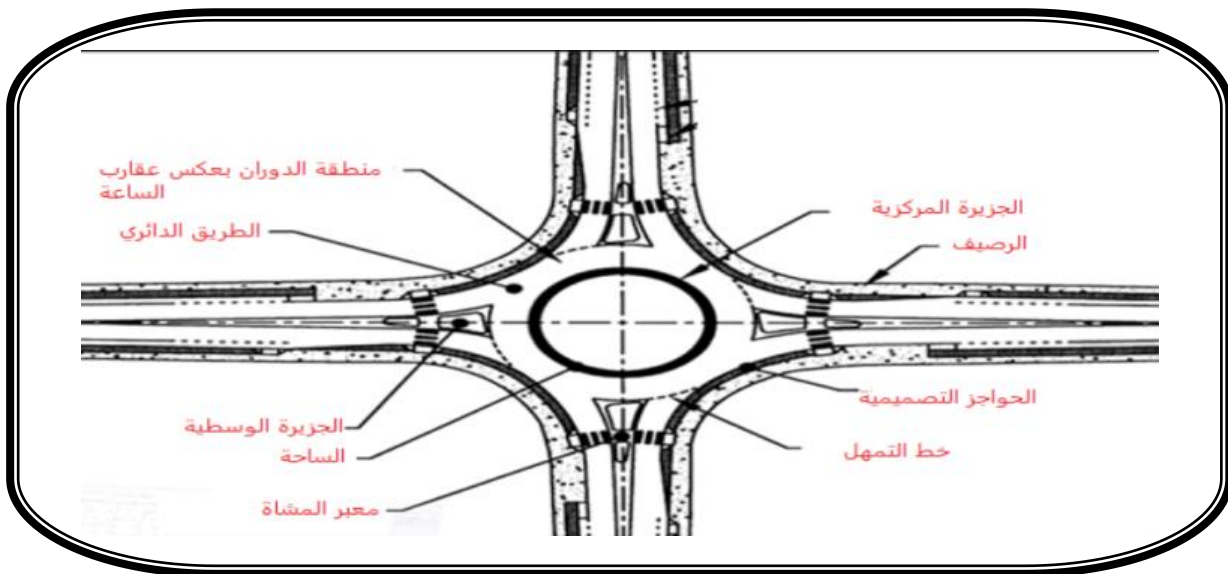 منطقة الدوران بعكس عقارب
الساعة
الطريق الدائري
الجزيرة المركزية
الرصيف
الجزيرة الوسطية
الساحة
معبر المشاة
الحواجز التصميمية
خط التمهل